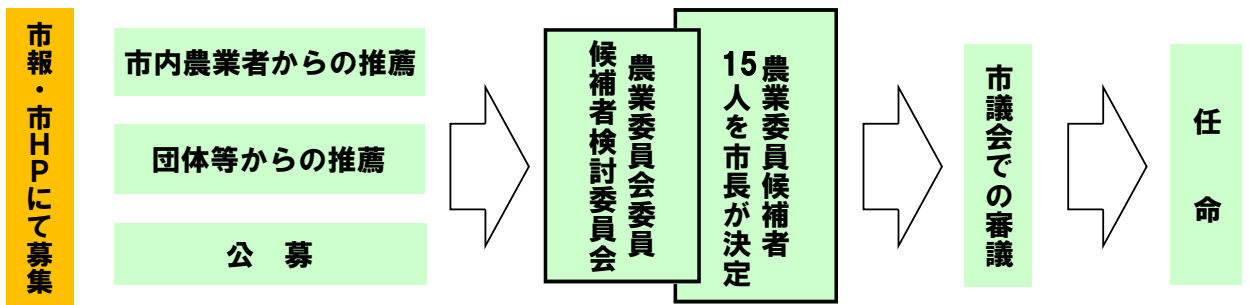 市報・市HPにて募集
市内農業者からの推薦
団体等からの推薦
公　募
農業委員会委員
候補者検討委員会
農業委員候補者
15人を市長が決定
市議会での審議
任　命